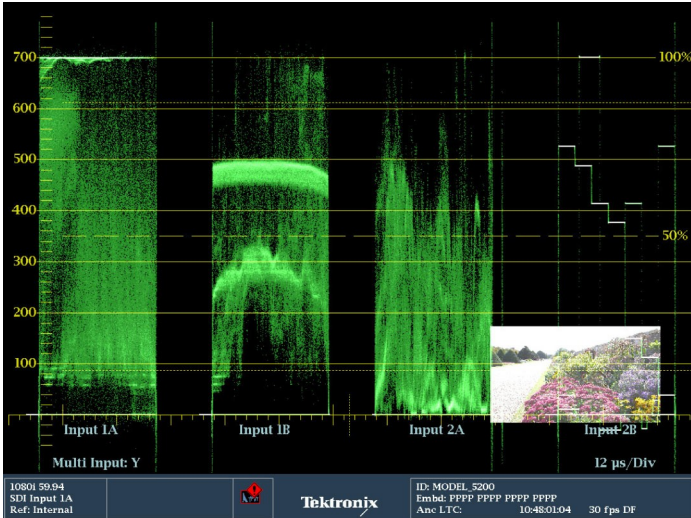 700
100%
600
500
400
50%
300
200
100
Input 1A
Input 1B
Input 2A
Input 2B
Multi Input: Y
12 µs/Div
1080i 59.94
SDI Input 1A
Ref: Internal
Tektronix
ID: MODEL_5200
Embd: PPPP PPPP PPPP PPPP
Anc LTC: 10:48:01:04 30 fps DF